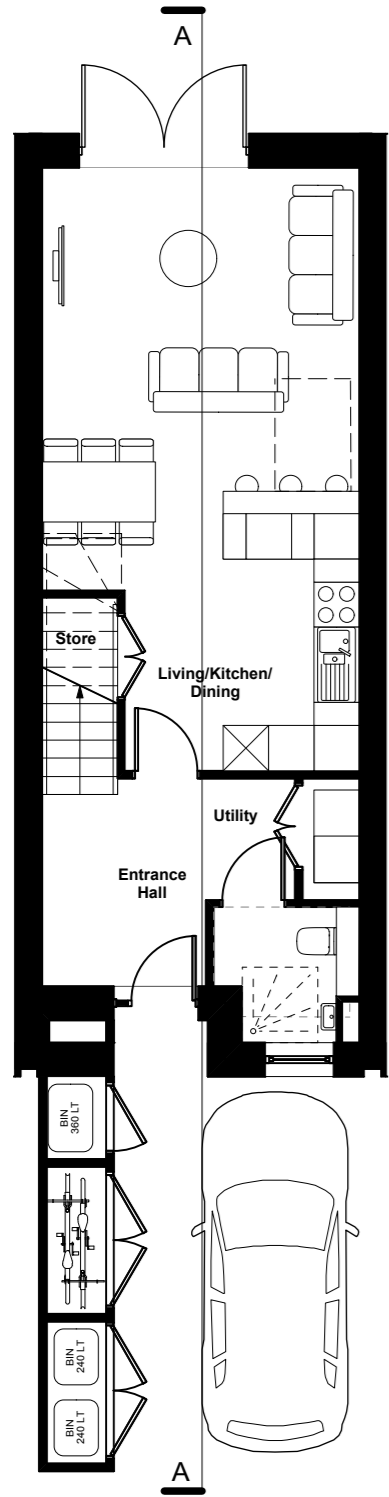 A
Store
Living/Kitchen/
Dining
Utility
Entrance
Hall
BIN
360 LT
BIN
240 LT
BIN
240 LT
A